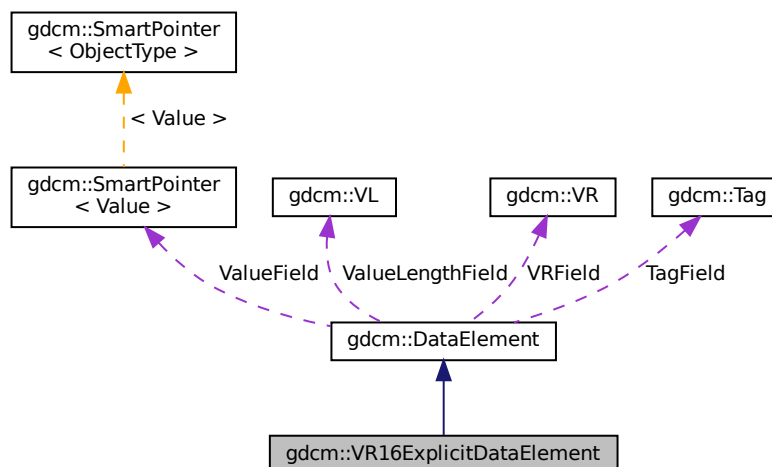 gdcm::SmartPointer
< ObjectType >
< Value >
gdcm::SmartPointer
< Value >
gdcm::VL
gdcm::VR
gdcm::Tag
ValueField
ValueLengthField
VRField
TagField
gdcm::DataElement
gdcm::VR16ExplicitDataElement